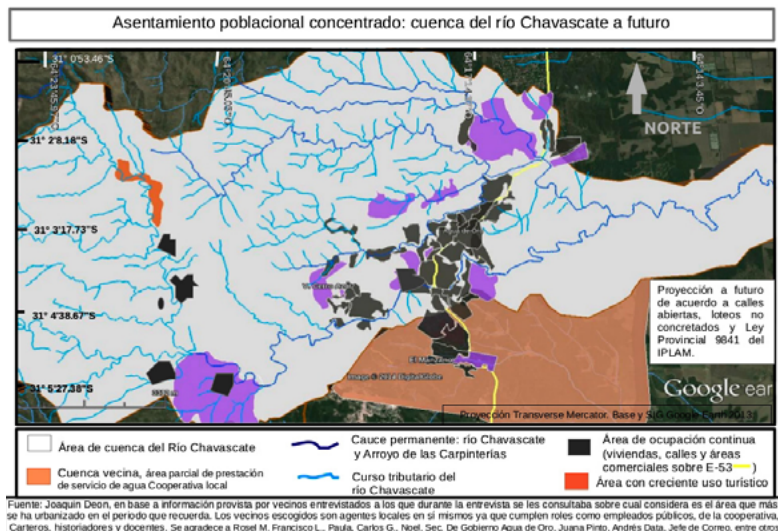 Asentamiento poblacional concentrado: cuenca del río Chavascate a futuro
31° 0'53.46"S
31° 2'8.18"S
NORTE
31° 3'17.73"S
31° 4'38.67"S
31° 5'27.38"S
Proyección a futuro
de acuerdo a calles
abiertas, loteos no
concretados y Ley
Provincial 9841 del
IPLAM.
El Manzano
Image © 2013 DigitalGlobe
Google ear
Proyección Transverse Mercator. Base y SIG Google Earth 2013
Área de cuenca del Río Chavascate
Cuenca vecina, área parcial de prestación
de servicio de agua Cooperativa local
Cauce permanente: río Chavascate
y Arroyo de las Carpinterías
Curso tributario del
río Chavascate
Área de ocupación continua
(viviendas, calles y áreas
comerciales sobre E-53 )
Área con creciente uso turístico
Fuente: Joaquín Deon, en base a información provista por vecinos entrevistados a los que durante la entrevista se les consultaba sobre cual considera es el área que más
se ha urbanizado en el periodo que recuerda. Los vecinos escogidos son agentes locales en sí mismos ya que cumplen roles como empleados públicos, de la cooperativa,
Carteros, historiadores y docentes. Se agradece a Rosel M. Francisco L., Paula, Carlos G., Noel, Sec. De Gobierno Agua de Oro, Juana Pinto, Andrés Data, Jefe de Correo, entre otros